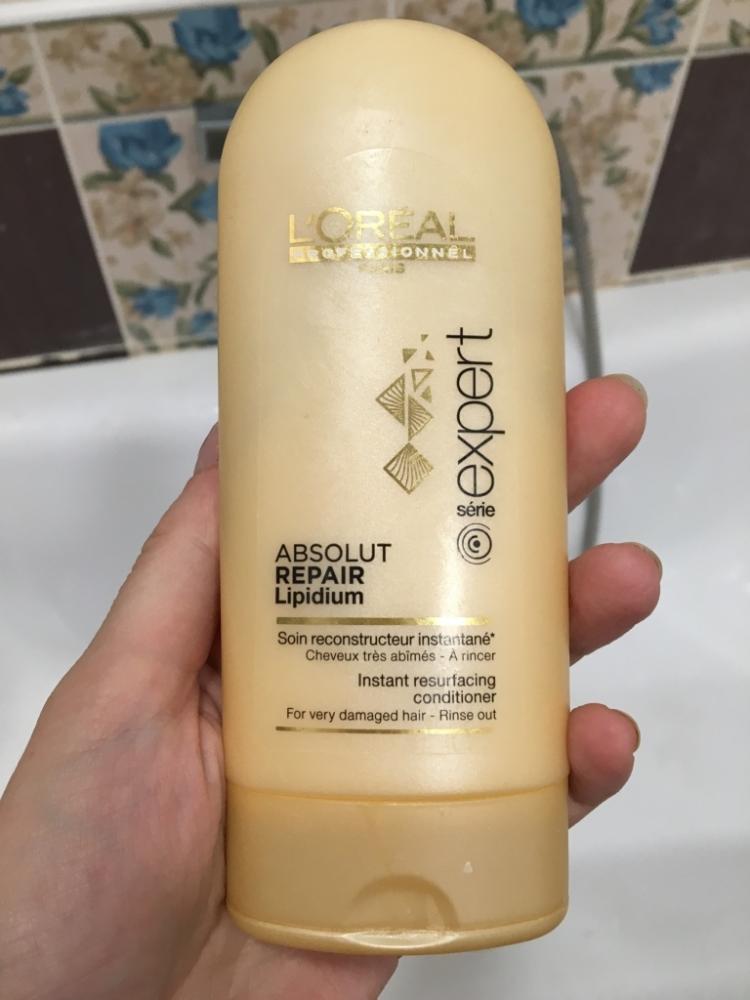 L'ORÉAL
PROFESSIONNEL
PARIS
série expert
ABSOLUT
REPAIR
Lipidium
Soin reconstructeur instantané*
Cheveux très abîmés - À rincer
Instant resurfacing
conditioner
For very damaged hair - Rinse out